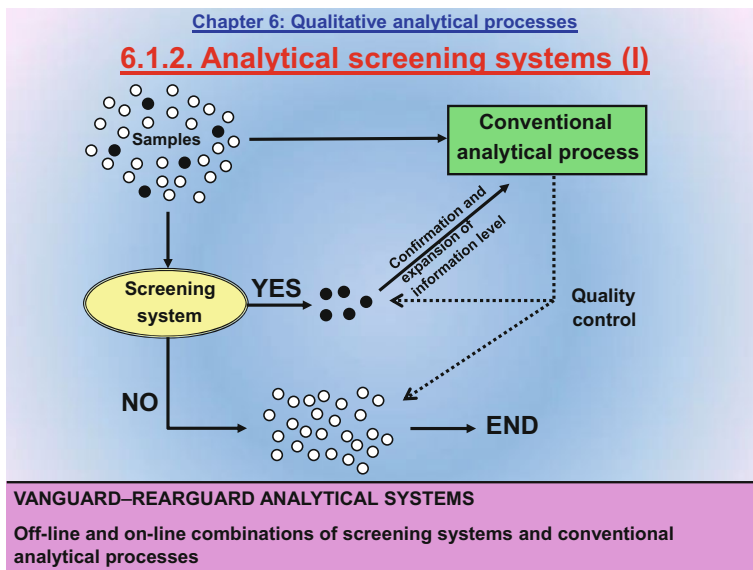 Chapter 6: Qualitative analytical processes
6.1.2. Analytical screening systems (I)
Samples
Conventional
analytical process
Confirmation and
expansion of
information level
Screening
system
YES
Quality
control
NO
END
VANGUARD–REARGUARD ANALYTICAL SYSTEMS
Off-line and on-line combinations of screening systems and conventional
analytical processes